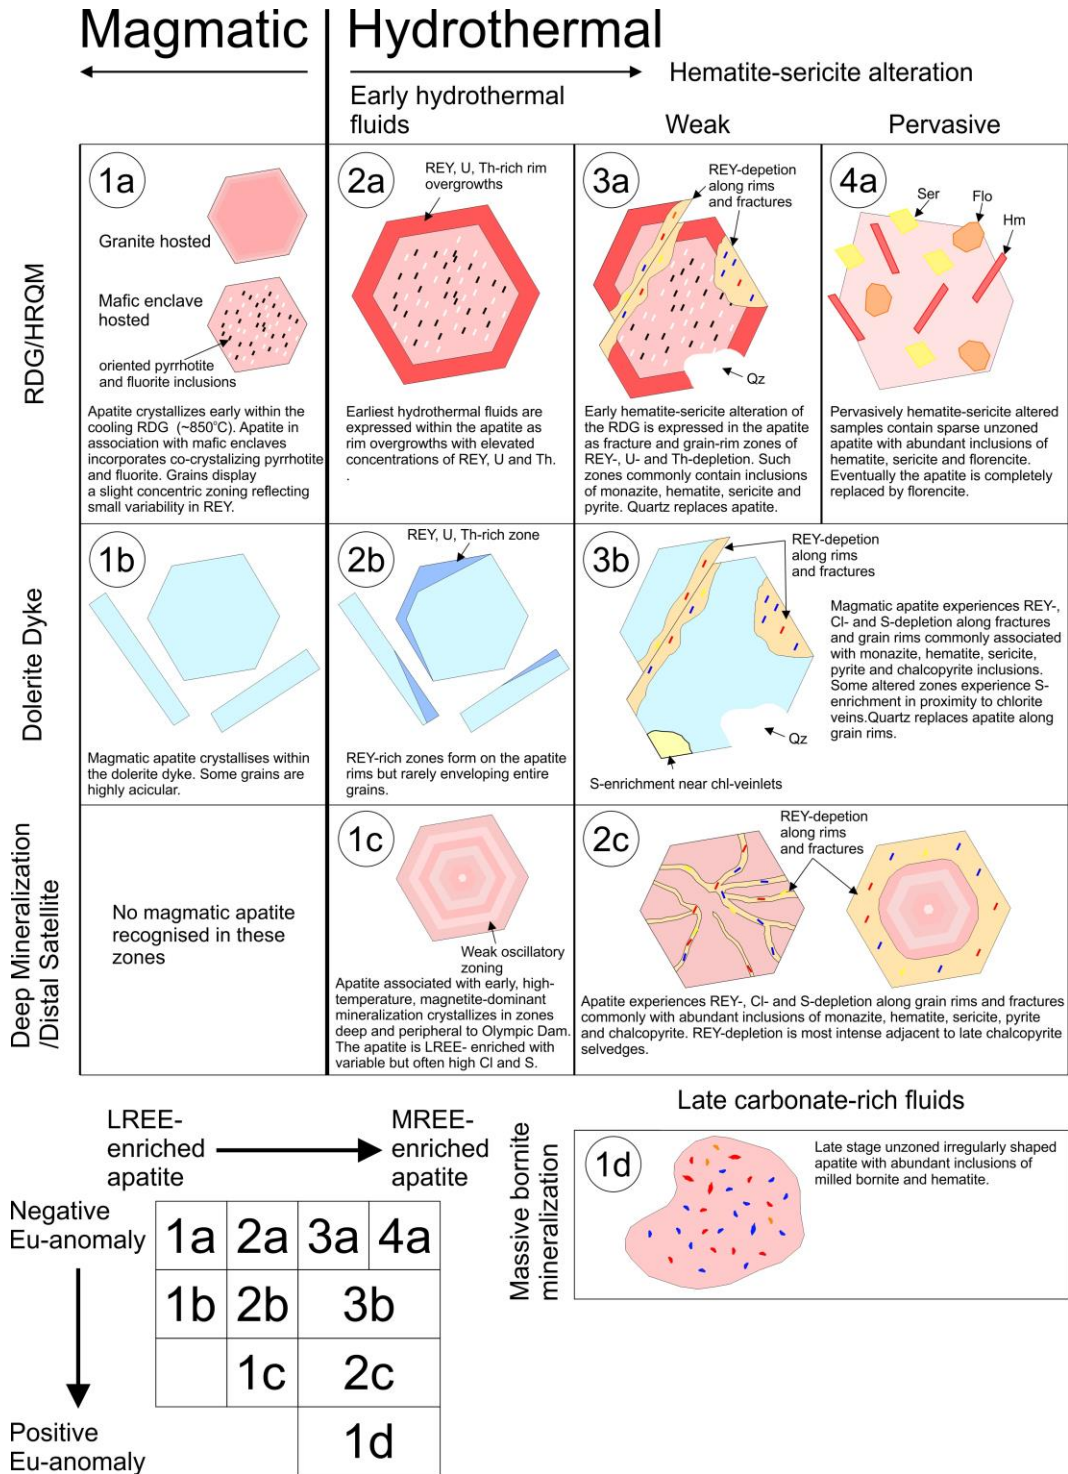 Magmatic
Hydrothermal
Hematite-sericite alteration
Early hydrothermal
fluids
Weak
Pervasive
RDG/HRQM
1a
Granite hosted
Mafic enclave
hosted
oriented pyrrhotite
and fluorite inclusions
Apatite crystallizes early within the
cooling RDG (~850°C). Apatite in
association with mafic enclaves
incorporates co-crystalizing pyrrhotite
and fluorite. Grains display
a slight concentric zoning reflecting
small variability in REY.
2a
REY, U, Th-rich rim
overgrowths
Earliest hydrothermal fluids are
expressed within the apatite as
rim overgrowths with elevated
concentrations of REY, U and Th.
.
3a
REY-depetion
along rims
and fractures
Qz
Early hematite-sericite alteration of
the RDG is expressed in the apatite
as fracture and grain-rim zones of
REY-, U- and Th-depletion. Such
zones commonly contain inclusions
of monazite, hematite, sericite and
pyrite. Quartz replaces apatite.
4a
Ser
Flo
Hm
Pervasively hematite-sericite altered
samples contain sparse unzoned
apatite with abundant inclusions of
hematite, sericite and florencite.
Eventually the apatite is completely
replaced by florencite.
Dolerite Dyke
1b
Magmatic apatite crystallises within
the dolerite dyke. Some grains are
highly acicular.
2b
REY, U, Th-rich zone
REY-rich zones form on the apatite
rims but rarely enveloping entire
grains.
3b
REY-depetion
along rims
and fractures
Qz
S-enrichment near chl-veinlets
Magmatic apatite experiences REY-,
Cl- and S-depletion along fractures
and grain rims commonly associated
with monazite, hematite, sericite,
pyrite and chalcopyrite inclusions.
Some altered zones experience S-
enrichment in proximity to chlorite
veins.Quartz replaces apatite along
grain rims.
Deep Mineralization
/Distal Satellite
No magmatic apatite
recognised in these
zones
1c
Weak oscillatory
zoning
Apatite associated with early, high-
temperature, magnetite-dominant
mineralization crystallizes in zones
deep and peripheral to Olympic Dam.
The apatite is LREE- enriched with
variable but often high Cl and S.
2c
REY-depetion
along rims
and fractures
Apatite experiences REY-, Cl- and S-depletion along grain rims and fractures
commonly with abundant inclusions of monazite, hematite, sericite, pyrite
and chalcopyrite. REY-depletion is most intense adjacent to late chalcopyrite
selvedges.
Late carbonate-rich fluids
Massive bornite
mineralization
1d
Late stage unzoned irregularly shaped
apatite with abundant inclusions of
milled bornite and hematite.
LREE-
enriched
apatite
MREE-
enriched
apatite
Negative
Eu-anomaly
1a 2a 3a 4a
1b 2b 3b
1c 2c
1d
Positive
Eu-anomaly